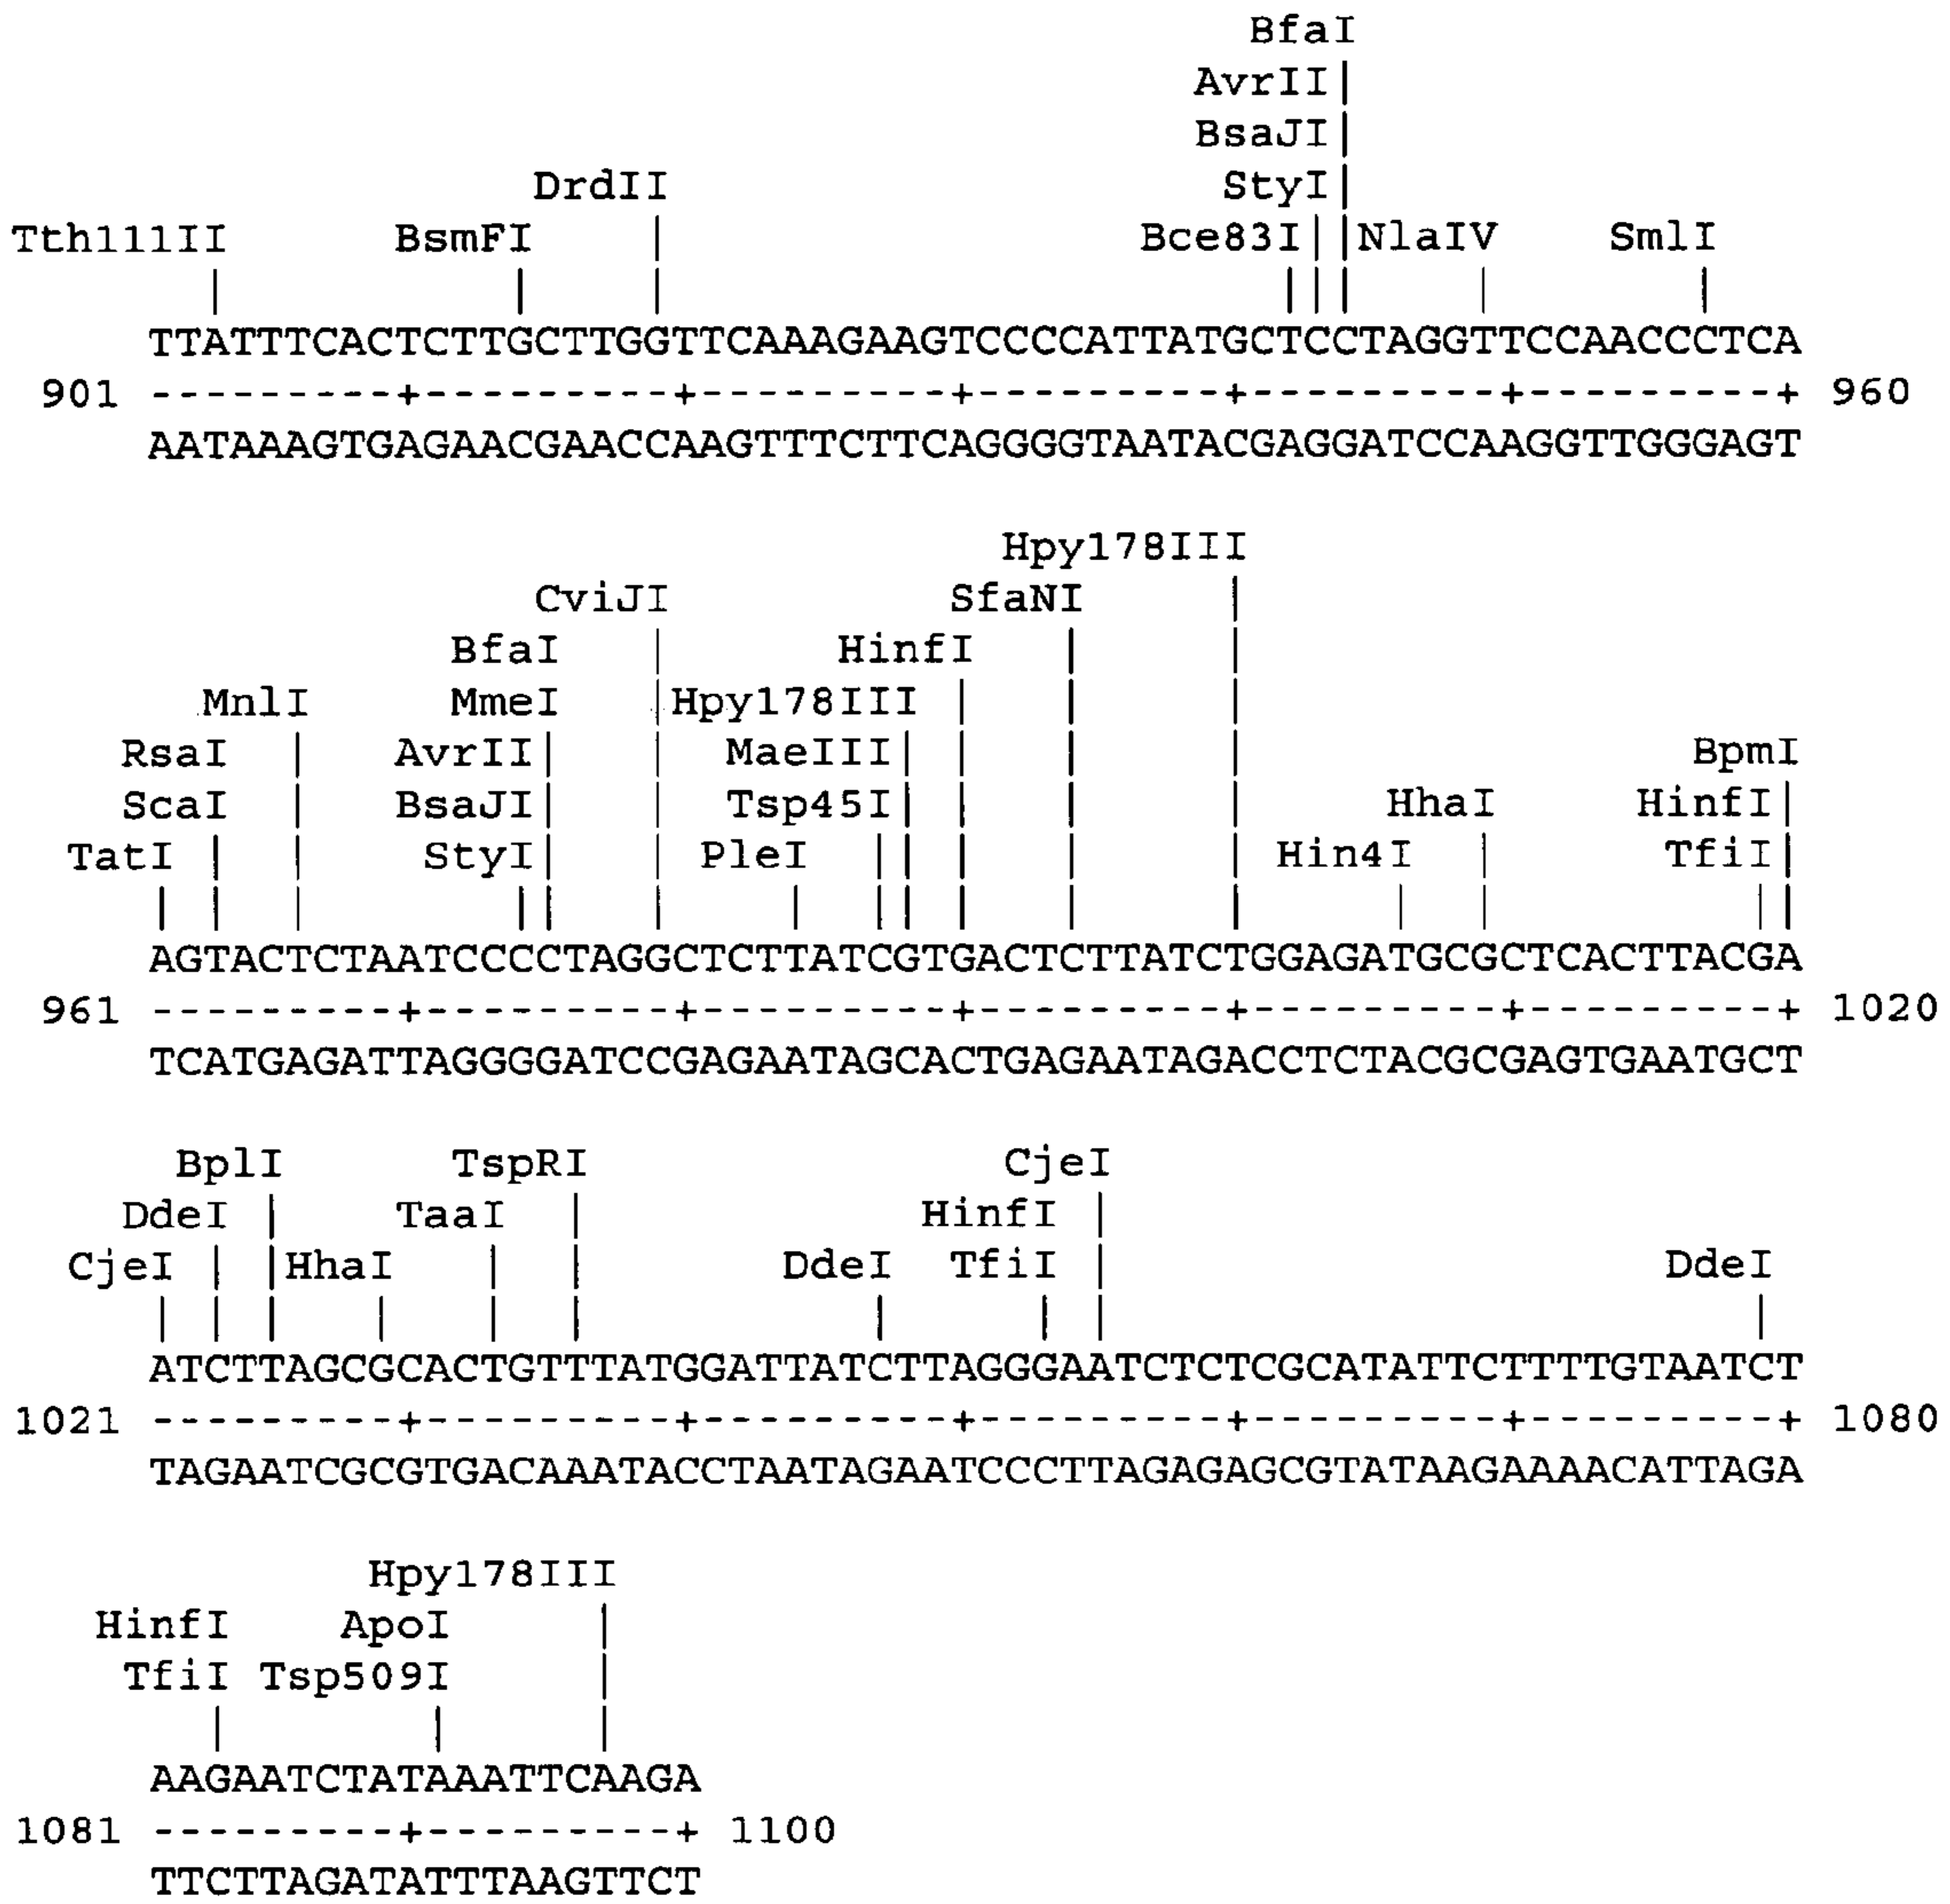 BfaI
AvrII|
BsaJI|
DrdII StyI|
Tth111II BsmFI | Bce83I||NlaIV SmlI
| | | ||| | |
TTATTTCACTCTTGCTTGGTTCAAAGAAGTCCCCATTATGCTCCTAGGTTCCAACCCTCA
901 ---------+---------+---------+---------+---------+---------+ 960
AATAAAGTGAGAACGAACCAAGTTTCTTCAGGGGTAATACGAGGATCCAAGGTTGGGAGT
Hpy178III
CviJI SfaNI |
BfaI | HinfI | |
MnlI MmeI |Hpy178III | | |
RsaI | AvrII| | MaeIII| | | | BpmI
ScaI | BsaJI| | Tsp45I| | | | HhaI HinfI|
TatI | | StyI| | PleI || | | | Hin4I | TfiI|
| | | || | | || | | | | | ||
AGTACTCTAATCCCCTAGGCTCTTATCGTGACTCTTATCTGGAGATGCGCTCACTTACGA
961 ---------+---------+---------+---------+---------+---------+ 1020
TCATGAGATTAGGGGATCCGAGAATAGCACTGAGAATAGACCTCTACGCGAGTGAATGCT
BplI TspRI CjeI
DdeI | TaaI | HinfI |
CjeI | |HhaI | | DdeI TfiI | DdeI
| | | | | | | | | |
ATCTTAGCGCACTGTTTATGGATTATCTTAGGGAATCTCTCGCATATTCTTTTGTAATCT
1021 ---------+---------+---------+---------+---------+---------+ 1080
TAGAATCGCGTGACAAATACCTAATAGAATCCCTTAGAGAGCGTATAAGAAAACATTAGA
Hpy178III
HinfI ApoI |
TfiI Tsp509I |
| | |
AAGAATCTATAAATTCAAGA
1081 ---------+---------+ 1100
TTCTTAGATATTTAAGTTCT